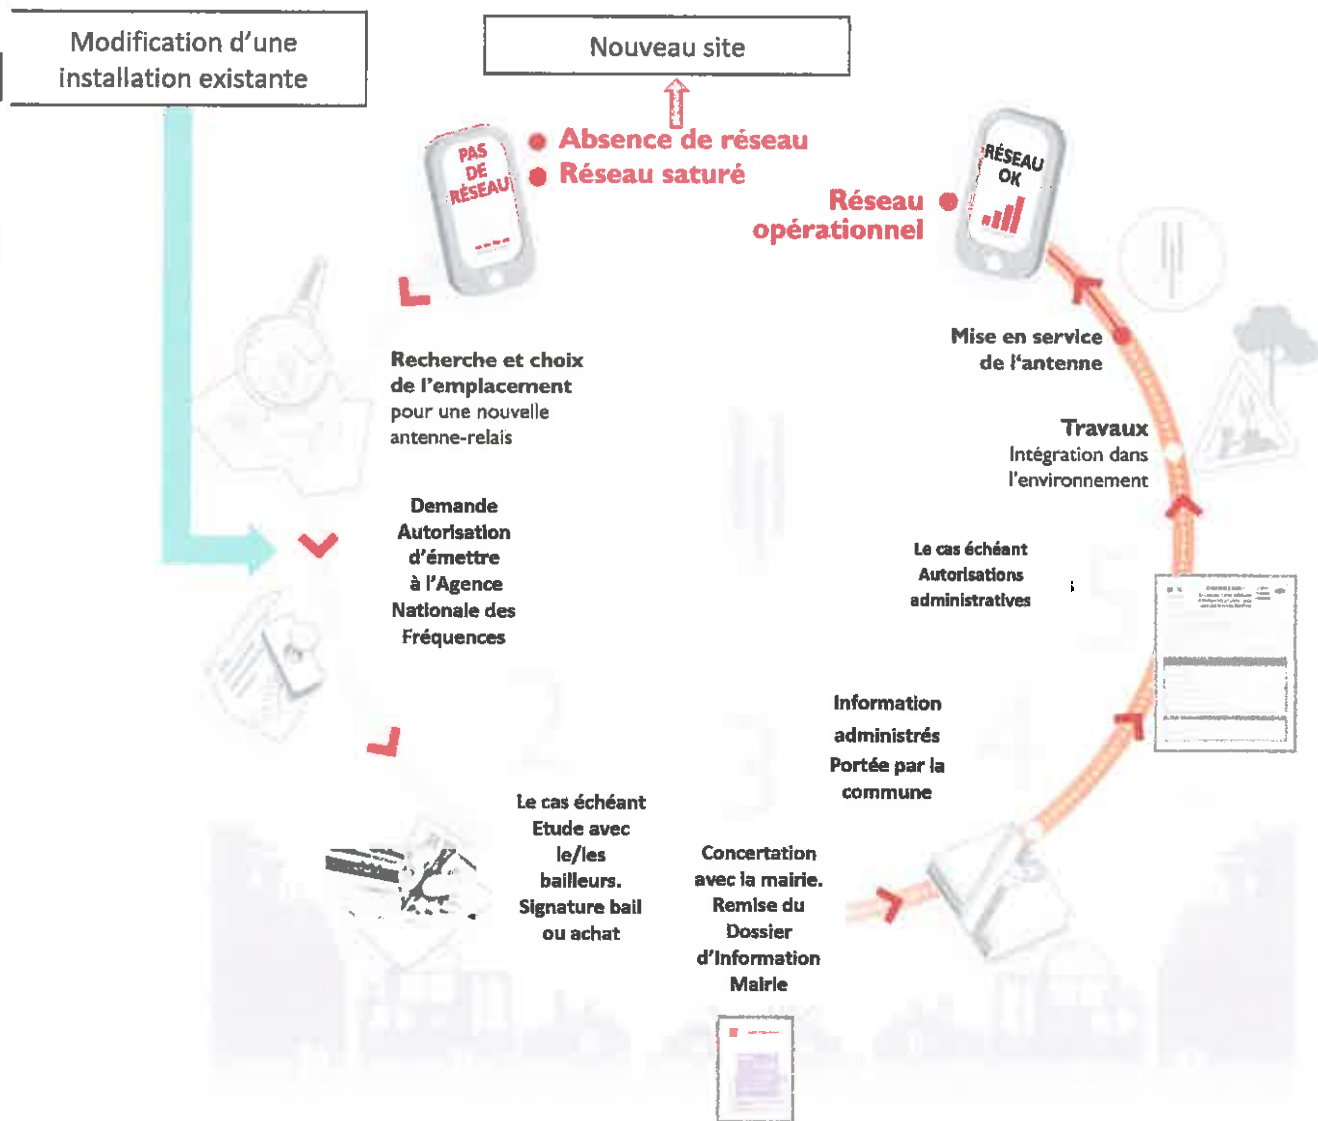 Modification d'une
installation existante
Nouveau site
PAS
DE
RÉSEAU
Absence de réseau
Réseau saturé
RÉSEAU
OK
Réseau
opérationnel
Recherche et choix
de l'emplacement
pour une nouvelle
antenne-relais
Demande
Autorisation
d'émettre
à l'Agence
Nationale des
Fréquences
Le cas échéant
Etude avec
le/les
bailleurs.
Signature bail
ou achat
Concertation
avec la mairie.
Remise du
Dossier
d'Information
Mairie
Information
administrés
Portée par la
commune
Le cas échéant
Autorisations
administratives
s
Travaux
Intégration dans
l'environnement
Mise en service
de l'antenne
2
3
4
5